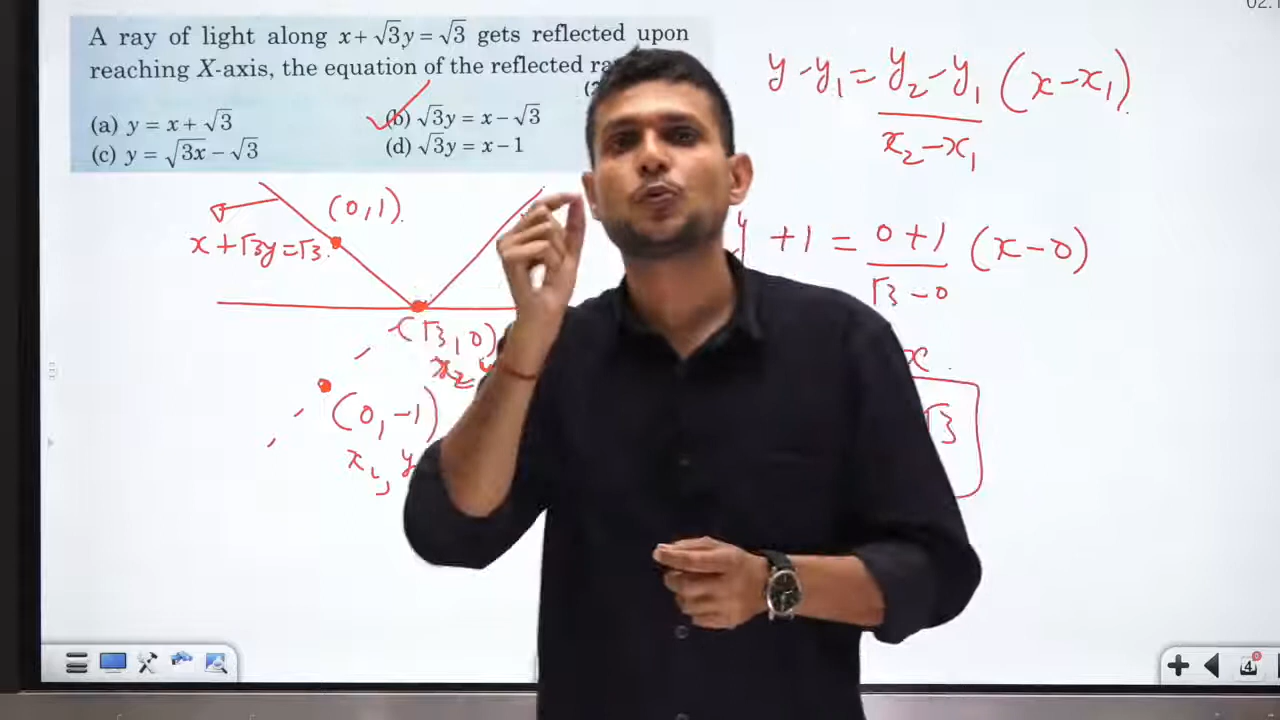 A ray of light along x + √3y = √3 gets reflected upon
reaching X-axis, the equation of the reflected
(a) y = x + √3
(b) √3y = x − √3
(c) y = √3x − √3
(d) √3y = x − 1
y − y₁ = y₂ − y₁ / x₂ − x₁ (x − x₁)
(0, 1)
x + √3y = √3
(√3, 0)
x₂
(0, −1)
y + 1 = 0 + 1 / √3 − 0 (x − 0)
x
√3
4